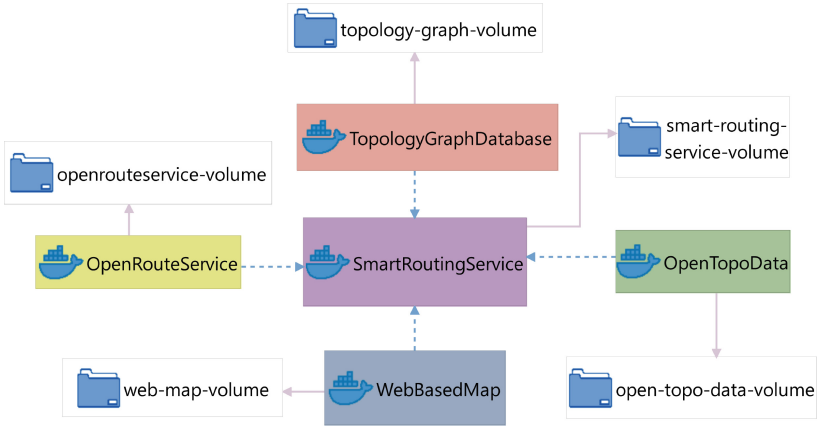 topology-graph-volume
TopologyGraphDatabase
smart-routing-
service-volume
openrouteservice-volume
OpenRouteService
SmartRoutingService
OpenTopoData
web-map-volume
WebBasedMap
open-topo-data-volume